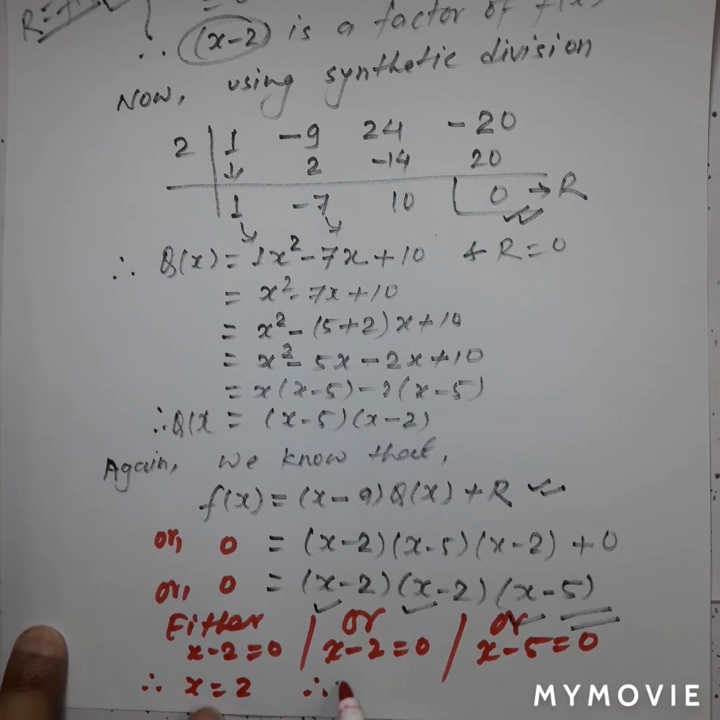 R=f(
∴ (x-2) is a factor of f(x)
Now, using synthetic division
2 | 1 -9 24 -20
↓ 2 -14 20
1 -7 10 | 0 → R
∴ Q(x) = 1x²-7x+10 & R=0
= x²-7x+10
= x²-(5+2)x+10
= x²-5x-2x+10
= x(x-5)-2(x-5)
∴Q(x = (x-5)(x-2)
Again, we know that,
f(x)=(x-a)Q(x)+R
or, 0 = (x-2)(x-5)(x-2)+0
or, 0 = (x-2)(x-2)(x-5)
Either / or / or
x-2=0 / x-2=0 / x-5=0
∴ x=2 ∴
MYMOVIE